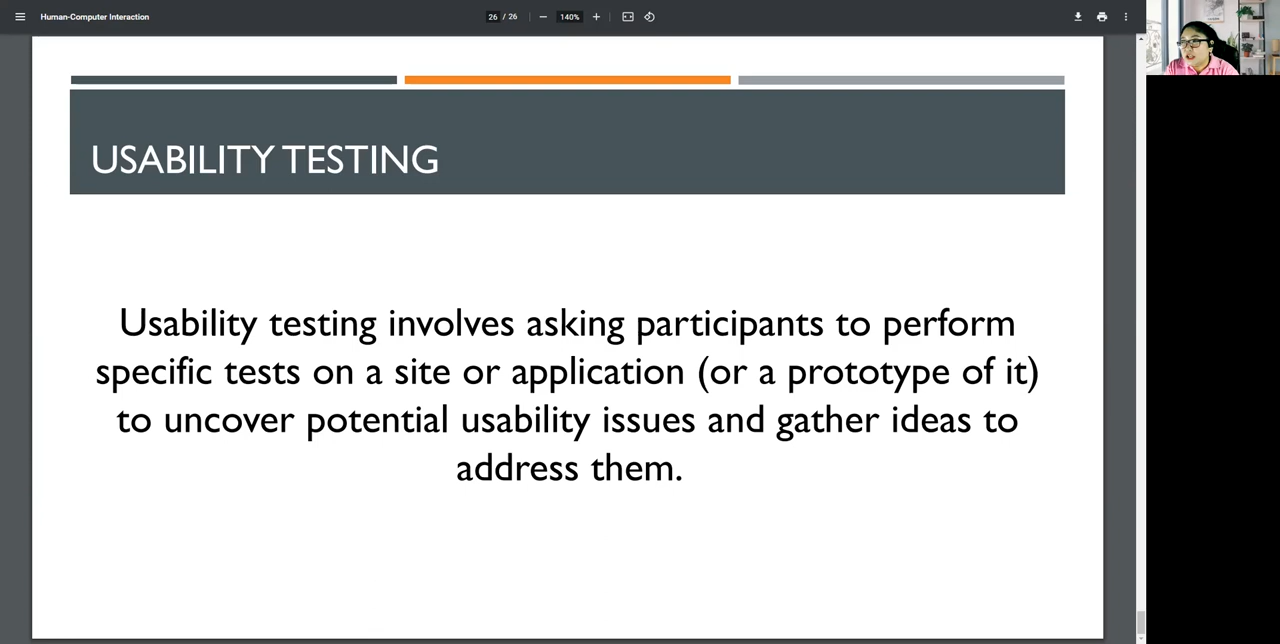 Human-Computer Interaction
26 / 26
140%
USABILITY TESTING
Usability testing involves asking participants to perform
specific tests on a site or application (or a prototype of it)
to uncover potential usability issues and gather ideas to
address them.